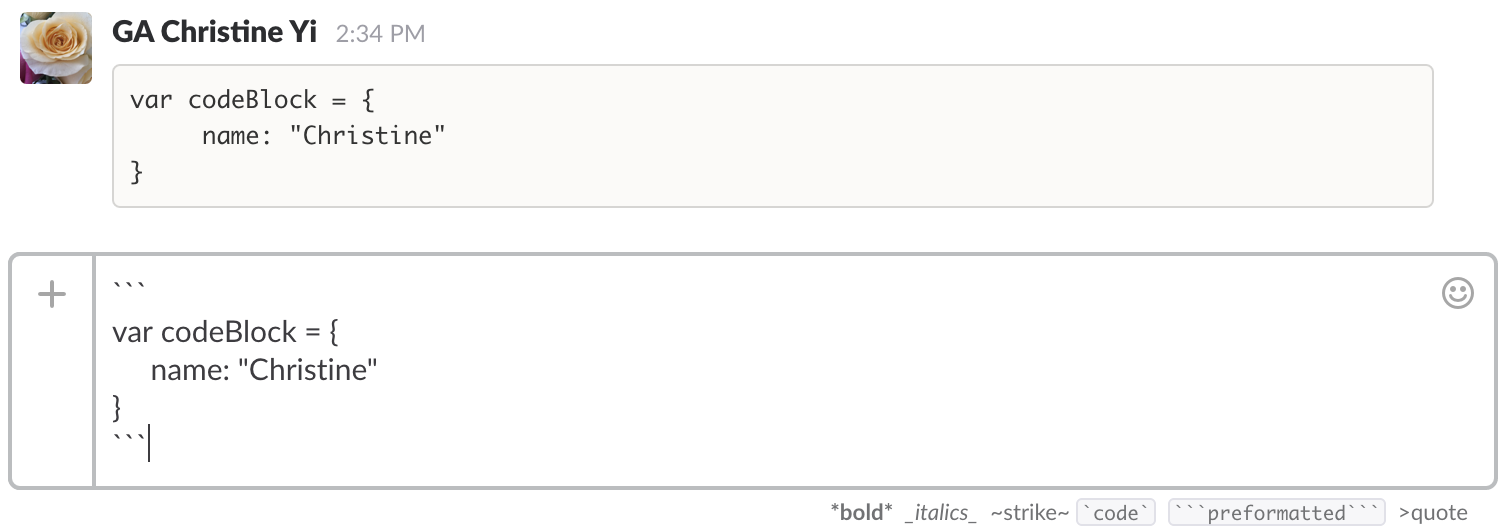 GA Christine Yi 2:34 PM
var codeBlock = {
     name: "Christine"
}
```
var codeBlock = {
     name: "Christine"
}
```
*bold* _italics_ ~strike~ `code` ```preformatted``` >quote